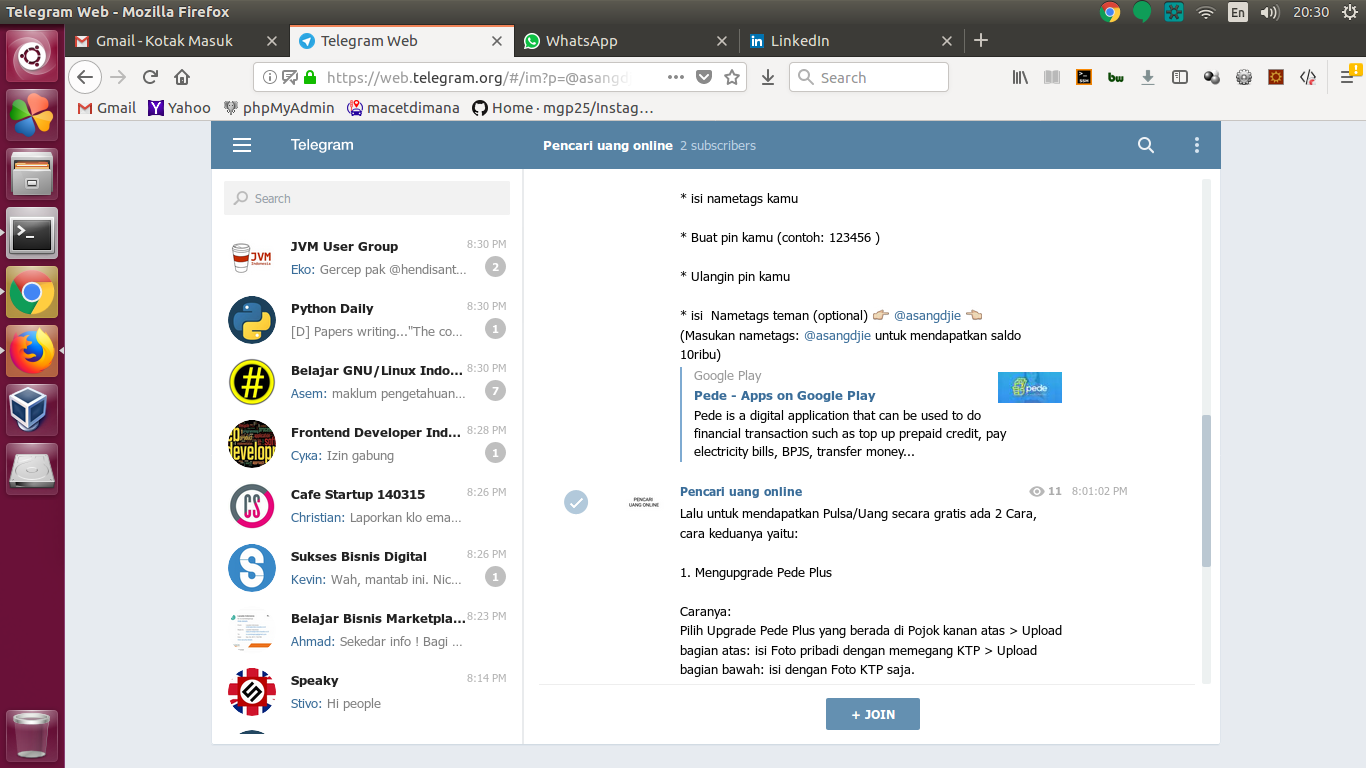 Telegram Web - Mozilla Firefox
En
20:30
Gmail - Kotak Masuk
Telegram Web
WhatsApp
LinkedIn
https://web.telegram.org/#/im?p=@asangd
Search
Gmail
Yahoo
phpMyAdmin
macetdimana
Home · mgp25/Instag…
Telegram
Pencari uang online 2 subscribers
Search
JVM User Group 8:30 PM
Eko: Gercep pak @hendisant... 2
Python Daily 8:30 PM
[D] Papers writing..."The co... 1
Belajar GNU/Linux Indo... 8:30 PM
Asem: maklum pengetahuan... 7
Frontend Developer Ind... 8:28 PM
Сука: Izin gabung 1
Cafe Startup 140315 8:26 PM
Christian: Laporkan klo ema...
Sukses Bisnis Digital 8:26 PM
Kevin: Wah, mantab ini. Nic... 1
Belajar Bisnis Marketpla... 8:23 PM
Ahmad: Sekedar info ! Bagi ...
Speaky 8:14 PM
Stivo: Hi people
* isi nametags kamu
* Buat pin kamu (contoh: 123456 )
* Ulangin pin kamu
* isi  Nametags teman (optional) 👉🏼 @asangdjie 👈🏼
(Masukan nametags: @asangdjie untuk mendapatkan saldo
10ribu)
Google Play
Pede - Apps on Google Play
Pede is a digital application that can be used to do
financial transaction such as top up prepaid credit, pay
electricity bills, BPJS, transfer money...
pede
PENCARI
UANG ONLINE
Pencari uang online 11 8:01:02 PM
Lalu untuk mendapatkan Pulsa/Uang secara gratis ada 2 Cara,
cara keduanya yaitu:
1. Mengupgrade Pede Plus
Caranya:
Pilih Upgrade Pede Plus yang berada di Pojok kanan atas > Upload
bagian atas: isi Foto pribadi dengan memegang KTP > Upload
bagian bawah: isi dengan Foto KTP saja.
+ JOIN